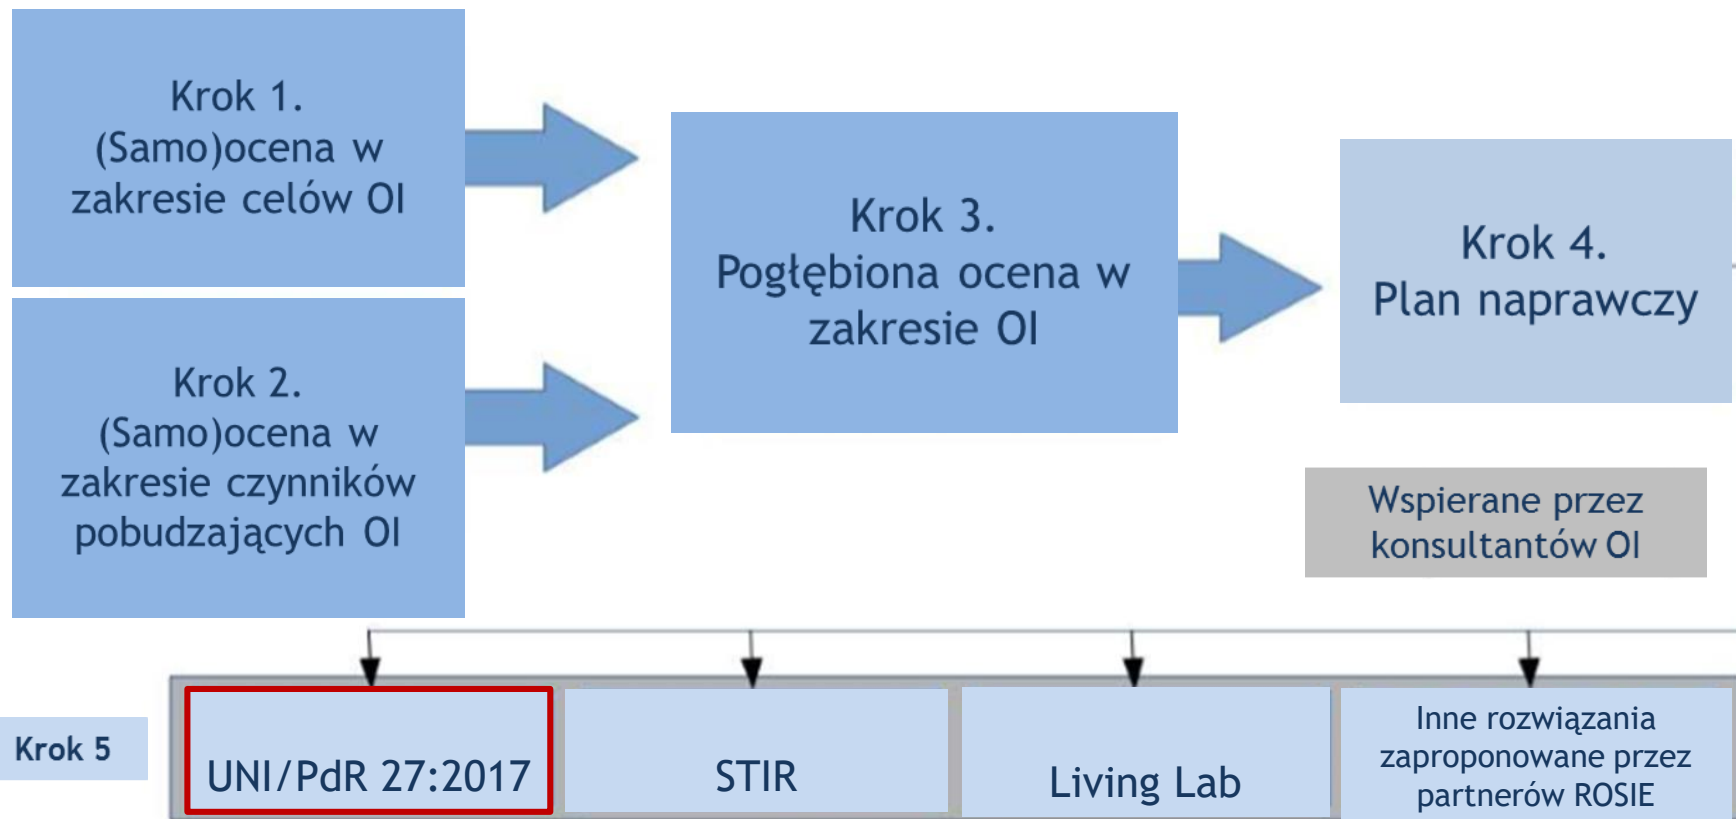 Krok 1.
(Samo)ocena w
zakresie celów OI
Krok 2.
(Samo)ocena w
zakresie czynników
pobudzających OI
Krok 3.
Pogłębiona ocena w
zakresie OI
Krok 4.
Plan naprawczy
Wspierane przez
konsultantów OI
Krok 5
UNI/PdR 27:2017
STIR
Living Lab
Inne rozwiązania
zaproponowane przez
partnerów ROSIE